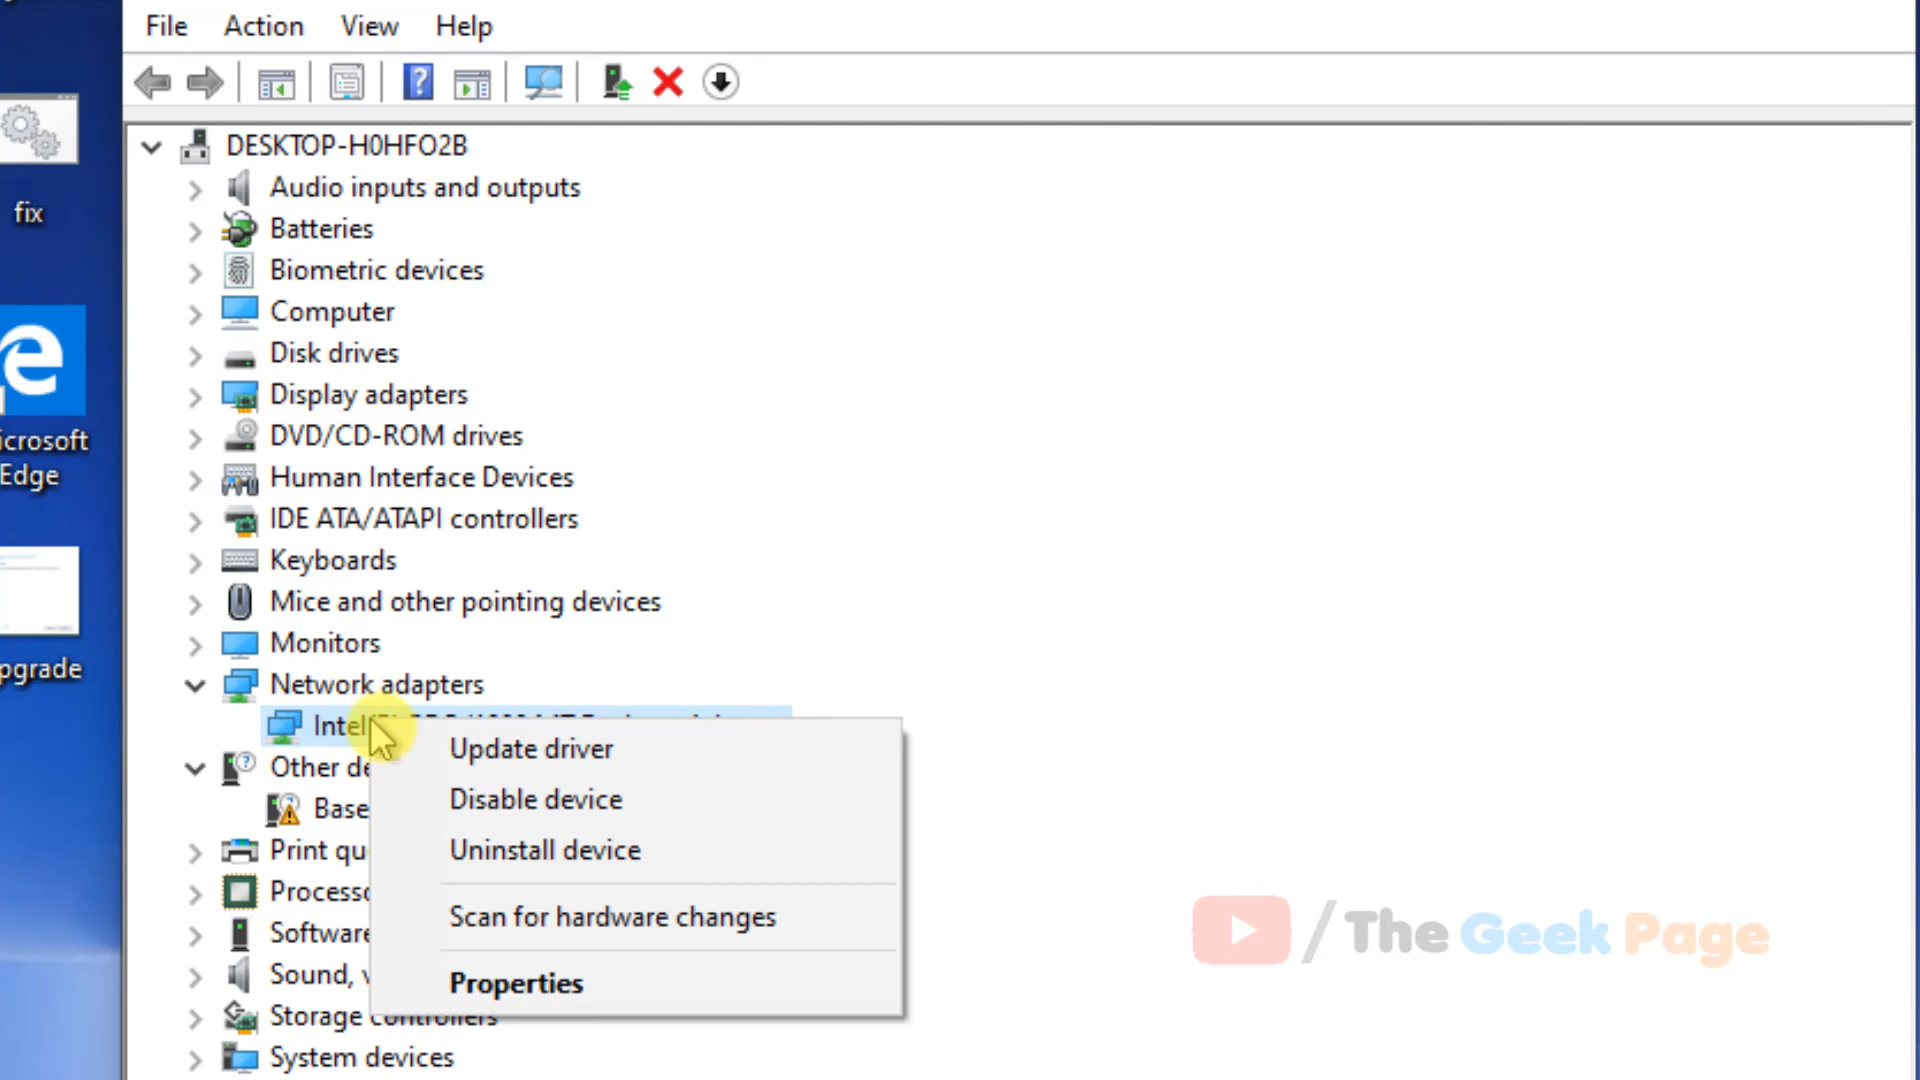 File Action View Help
DESKTOP-H0HFO2B
Audio inputs and outputs
fix
Batteries
Biometric devices
Computer
Disk drives
Display adapters
icrosoft
Edge
DVD/CD-ROM drives
Human Interface Devices
IDE ATA/ATAPI controllers
Keyboards
Mice and other pointing devices
Monitors
pgrade
Network adapters
Intel
Update driver
Other de
Disable device
Base
Uninstall device
Print qu
Processo
Scan for hardware changes
Software
/The Geek Page
Sound, v
Properties
Storage controllers
System devices